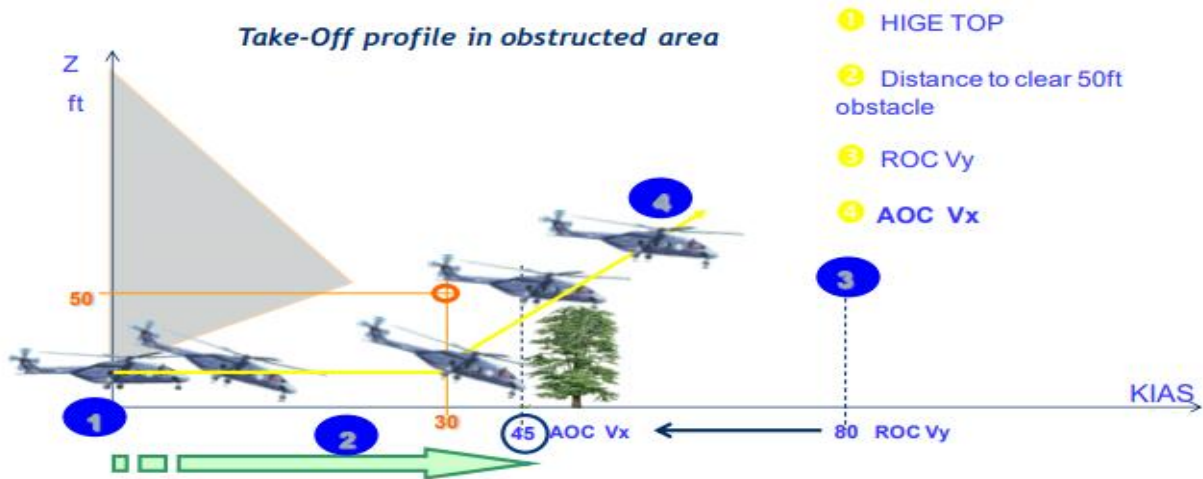 Take-Off profile in obstructed area
Z
ft
1 HIGE TOP
2 Distance to clear 50ft
obstacle
3 ROC Vy
4 AOC Vx
4
3
50
1
2
30
45 AOC Vx
80 ROC Vy
KIAS